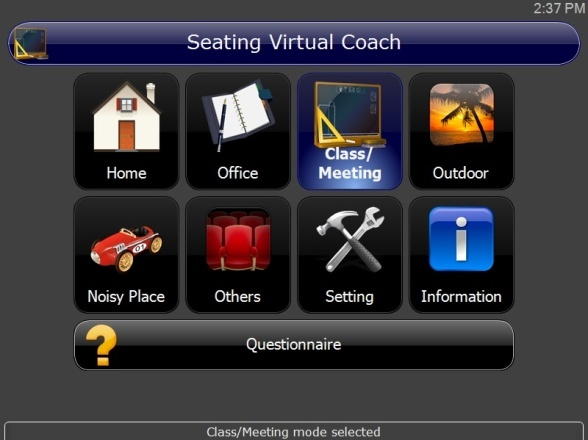 2:37 PM
Seating Virtual Coach
Home
Office
Class/
Meeting
Outdoor
01
Noisy Place
Others
Setting
Information
Questionnaire
Class/Meeting mode selected